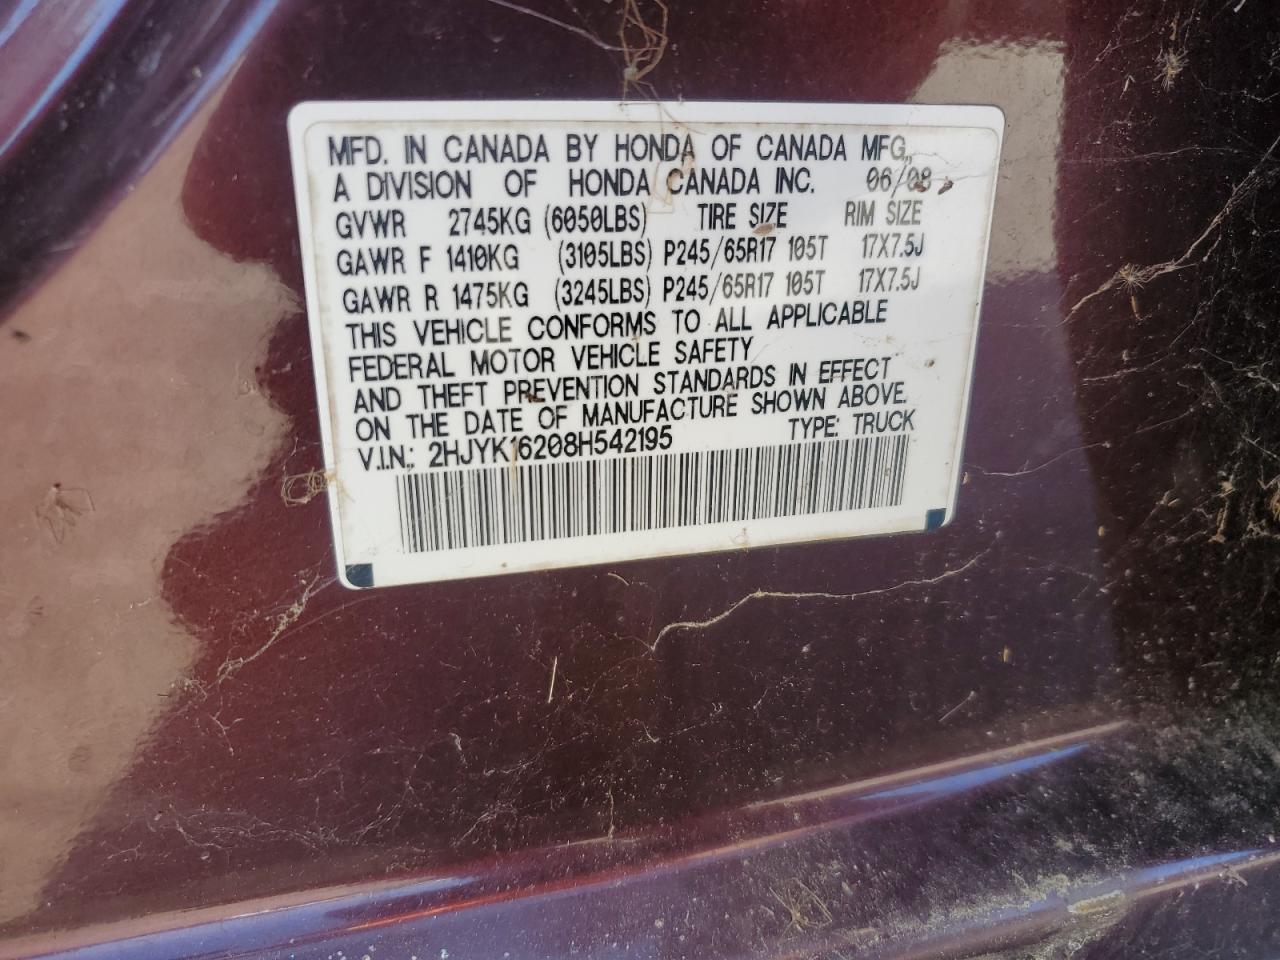 MFD. IN CANADA BY HONDA OF CANADA MFG.,
A DIVISION OF HONDA CANADA INC. 06/08
GVWR 2745KG (6050LBS) TIRE SIZE RIM SIZE
GAWR F 1410KG (3105LBS) P245/65R17 105T 17X7.5J
GAWR R 1475KG (3245LBS) P245/65R17 105T 17X7.5J
THIS VEHICLE CONFORMS TO ALL APPLICABLE
FEDERAL MOTOR VEHICLE SAFETY
AND THEFT PREVENTION STANDARDS IN EFFECT
ON THE DATE OF MANUFACTURE SHOWN ABOVE.
V.I.N.: 2HJYK16208H542195 TYPE: TRUCK